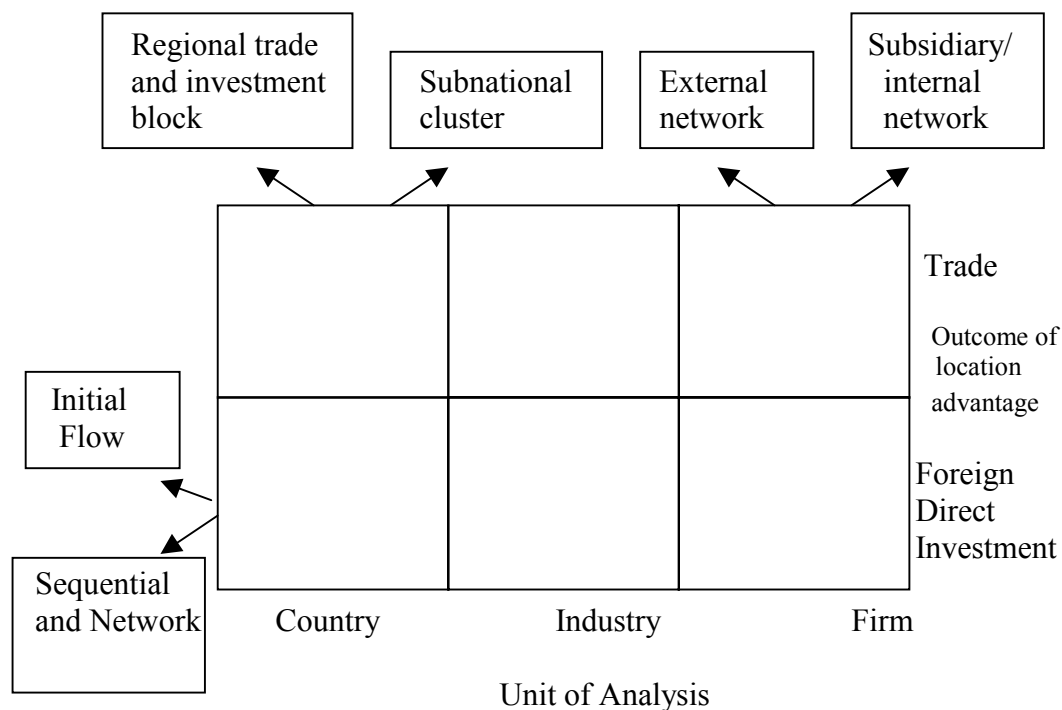 Regional trade
and investment
block
Subnational
cluster
External
network
Subsidiary/
internal
network
Trade
Outcome of
location
advantage
Initial
Flow
Foreign
Direct
Investment
Sequential
and Network
Country
Industry
Firm
Unit of Analysis